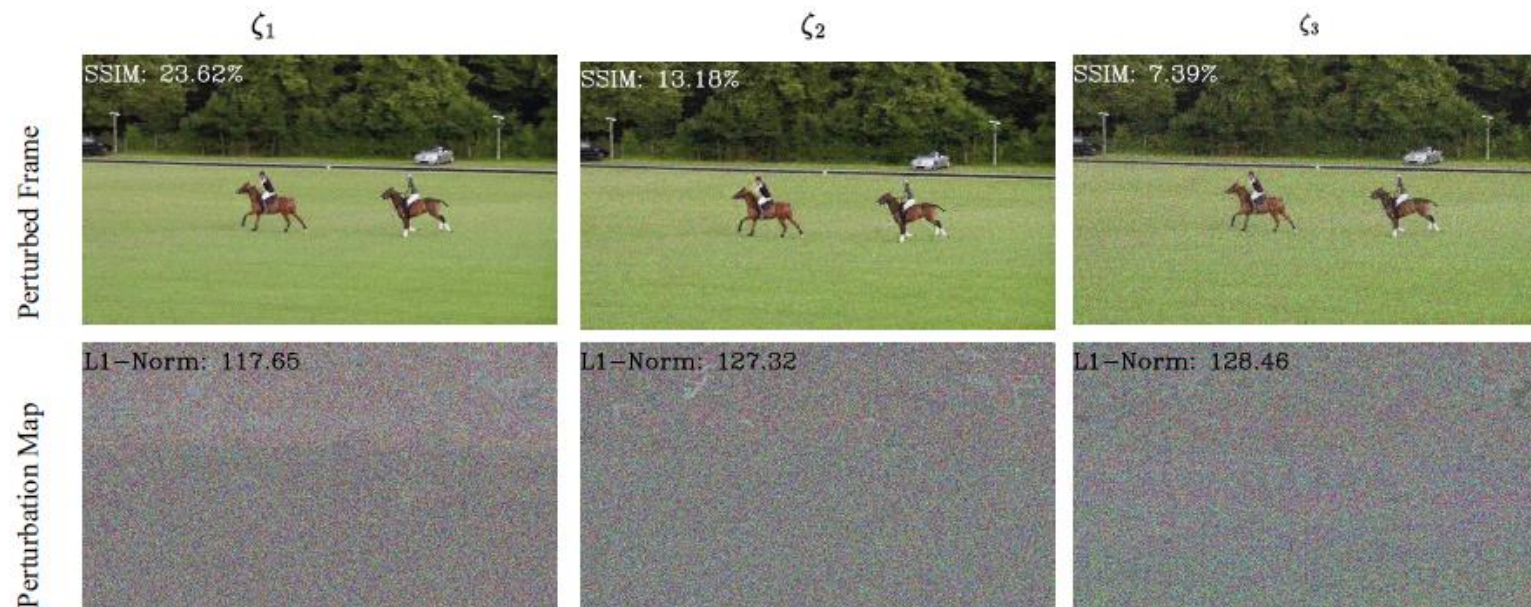 ζ₁ ζ₂ ζ₃
Perturbed Frame
SSIM: 23.62% SSIM: 13.18% SSIM: 7.39%
Perturbation Map
L1-Norm: 117.65 L1-Norm: 127.32 L1-Norm: 128.46